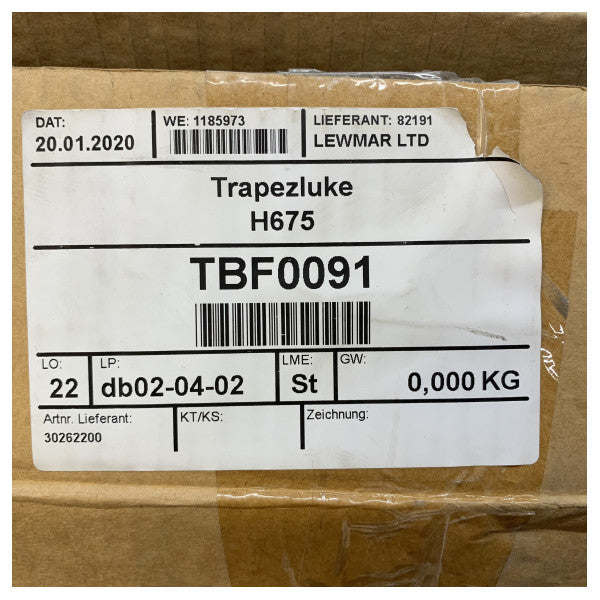 DAT:
20.01.2020
WE: 1185973
LIEFERANT: 82191
LEWMAR LTD
Trapezluke
H675
TBF0091
LO:
22
LP:
db02-04-02
LME:
St
GW:
0,000 KG
Artnr. Lieferant:
30262200
KT/KS:
Zeichnung: